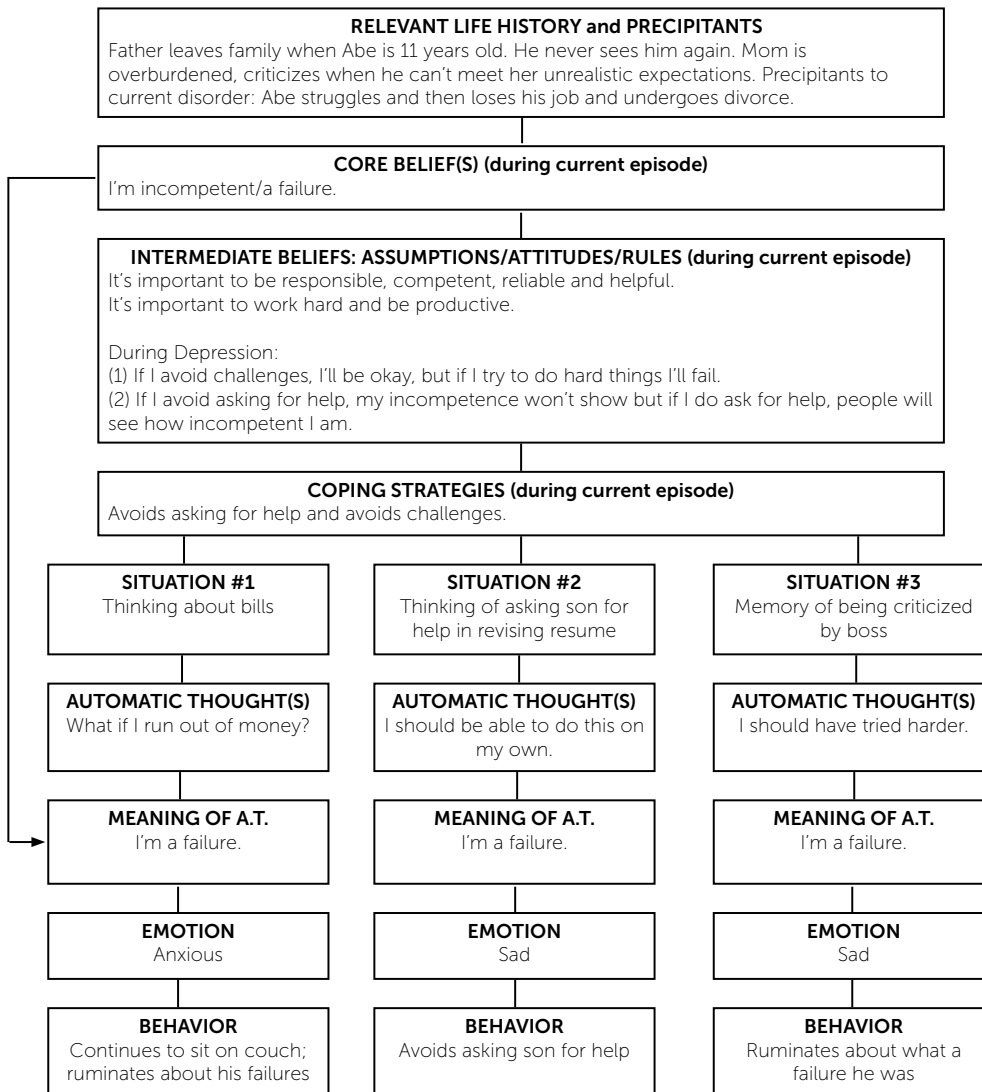 RELEVANT LIFE HISTORY and PRECIPITANTS
Father leaves family when Abe is 11 years old. He never sees him again. Mom is
overburdened, criticizes when he can’t meet her unrealistic expectations. Precipitants to
current disorder: Abe struggles and then loses his job and undergoes divorce.
CORE BELIEF(S) (during current episode)
I’m incompetent/a failure.
INTERMEDIATE BELIEFS: ASSUMPTIONS/ATTITUDES/RULES (during current episode)
It’s important to be responsible, competent, reliable and helpful.
It’s important to work hard and be productive.
During Depression:
(1) If I avoid challenges, I’ll be okay, but if I try to do hard things I’ll fail.
(2) If I avoid asking for help, my incompetence won’t show but if I do ask for help, people will
see how incompetent I am.
COPING STRATEGIES (during current episode)
Avoids asking for help and avoids challenges.
SITUATION #1
Thinking about bills
AUTOMATIC THOUGHT(S)
What if I run out of money?
MEANING OF A.T.
I’m a failure.
EMOTION
Anxious
BEHAVIOR
Continues to sit on couch;
ruminates about his failures
SITUATION #2
Thinking of asking son for
help in revising resume
AUTOMATIC THOUGHT(S)
I should be able to do this on
my own.
MEANING OF A.T.
I’m a failure.
EMOTION
Sad
BEHAVIOR
Avoids asking son for help
SITUATION #3
Memory of being criticized
by boss
AUTOMATIC THOUGHT(S)
I should have tried harder.
MEANING OF A.T.
I’m a failure.
EMOTION
Sad
BEHAVIOR
Ruminates about what a
failure he was